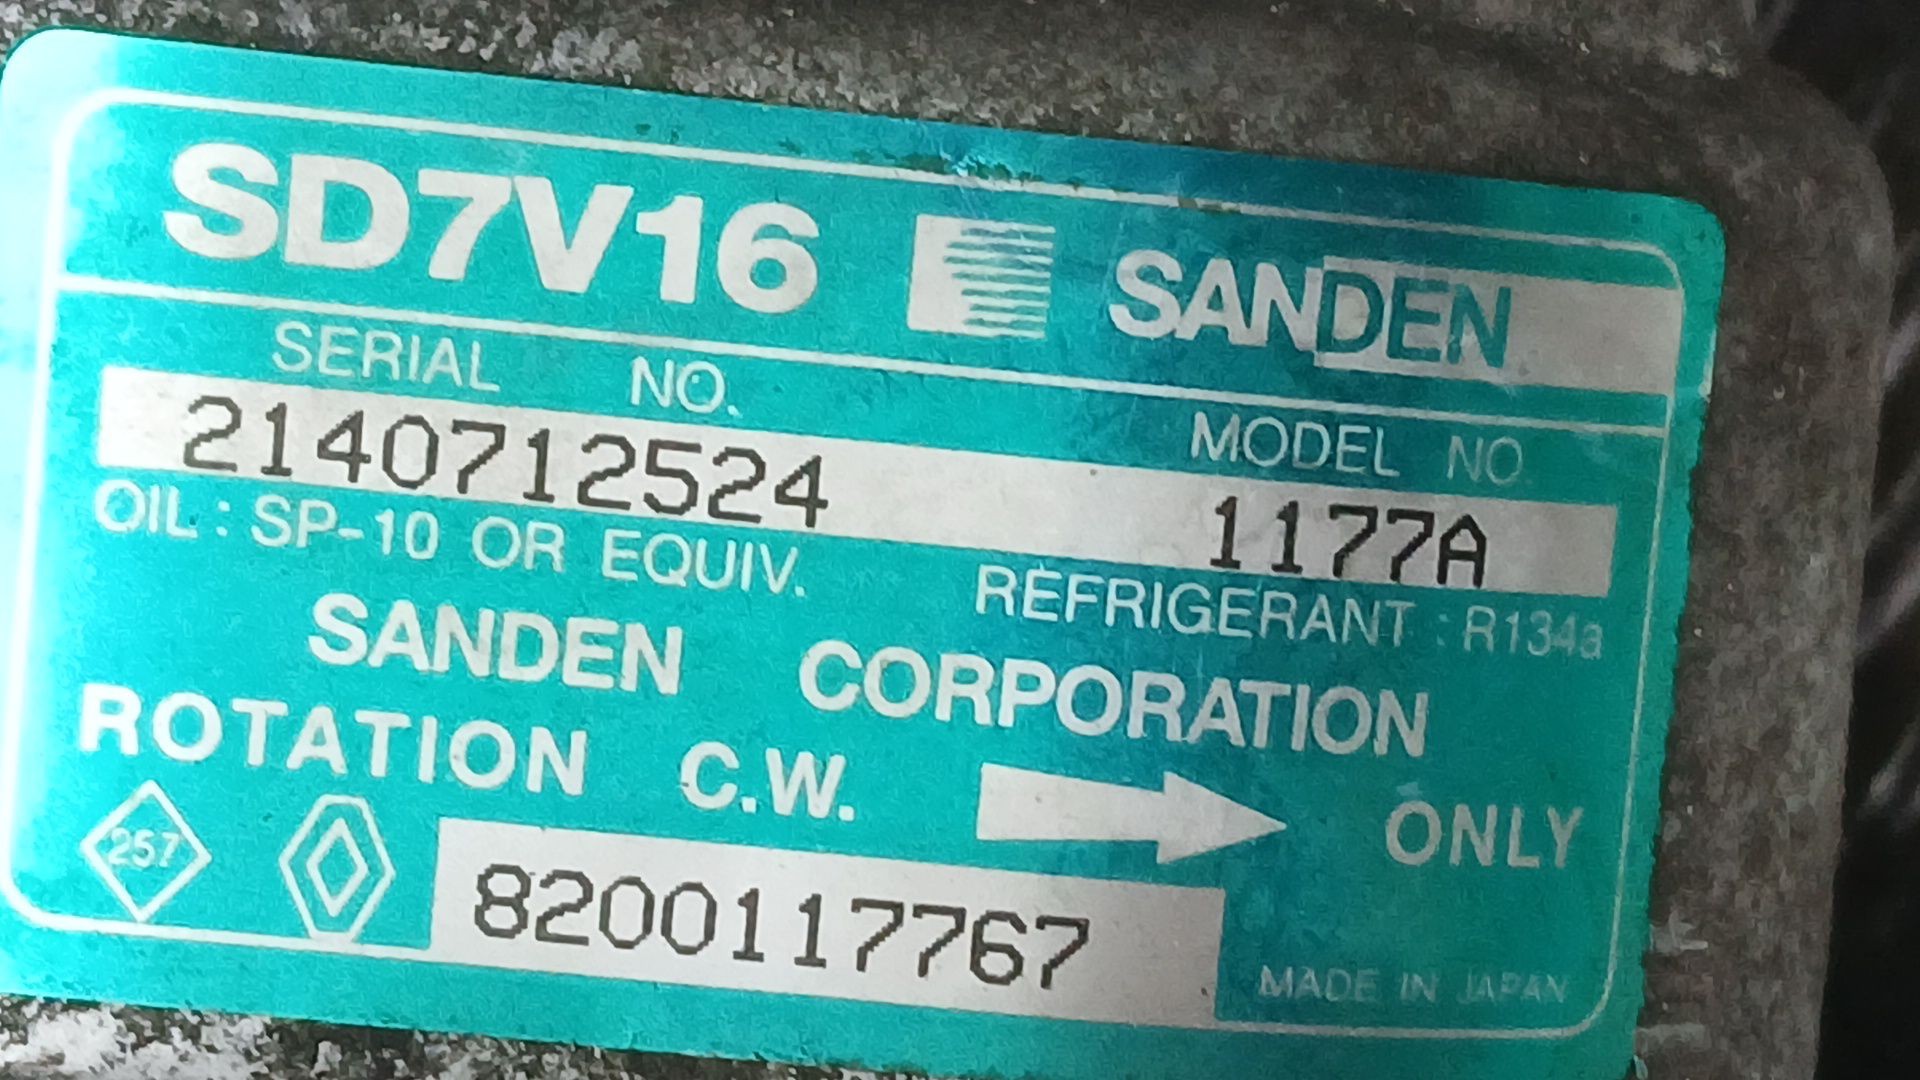 SD7V16 SANDEN
SERIAL NO. MODEL NO.
2140712524 1177A
OIL: SP-10 OR EQUIV. REFRIGERANT : R134a
SANDEN CORPORATION
ROTATION C.W. ONLY
257 8200117767 MADE IN JAPAN